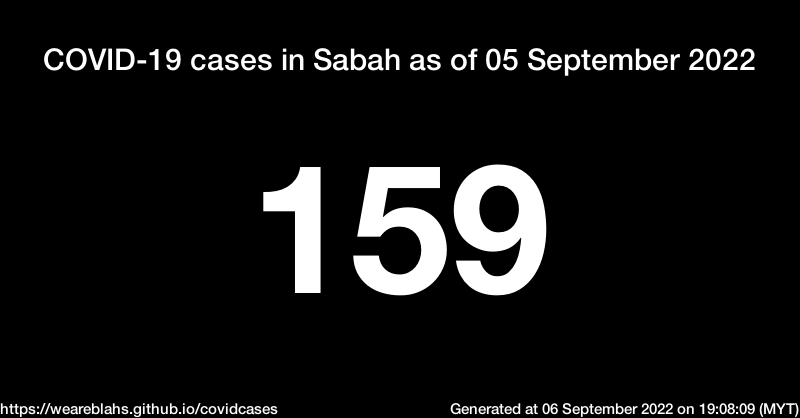 COVID-19 cases in Sabah as of 05 September 2022
159
https://weareblahs.github.io/covidcases
Generated at 06 September 2022 on 19:08:09 (MYT)